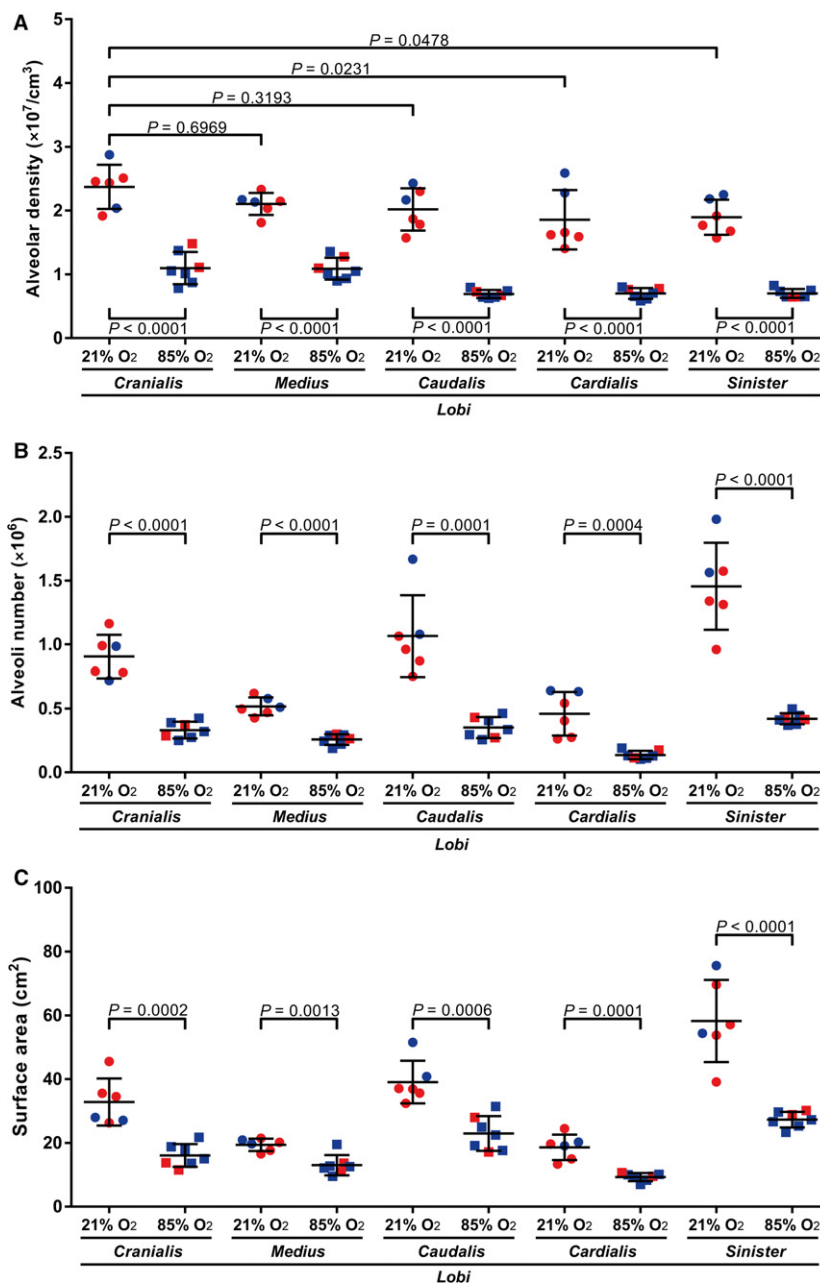 A
Alveolar density (×10⁷/cm³)
5
4
3
2
1
0
P = 0.0478
P = 0.0231
P = 0.3193
P = 0.6969
P < 0.0001
P < 0.0001
P < 0.0001
P < 0.0001
P < 0.0001
21% O₂ 85% O₂ 21% O₂ 85% O₂ 21% O₂ 85% O₂ 21% O₂ 85% O₂ 21% O₂ 85% O₂
Cranialis Medius Caudalis Cardialis Sinister
Lobi
B
Alveoli number (×10⁶)
2.5
2.0
1.5
1.0
0.5
0.0
P < 0.0001
P < 0.0001
P < 0.0001
P = 0.0001
P = 0.0004
21% O₂ 85% O₂ 21% O₂ 85% O₂ 21% O₂ 85% O₂ 21% O₂ 85% O₂ 21% O₂ 85% O₂
Cranialis Medius Caudalis Cardialis Sinister
Lobi
C
Surface area (cm²)
100
80
60
40
20
0
P < 0.0001
P = 0.0002
P = 0.0013
P = 0.0006
P = 0.0001
21% O₂ 85% O₂ 21% O₂ 85% O₂ 21% O₂ 85% O₂ 21% O₂ 85% O₂ 21% O₂ 85% O₂
Cranialis Medius Caudalis Cardialis Sinister
Lobi